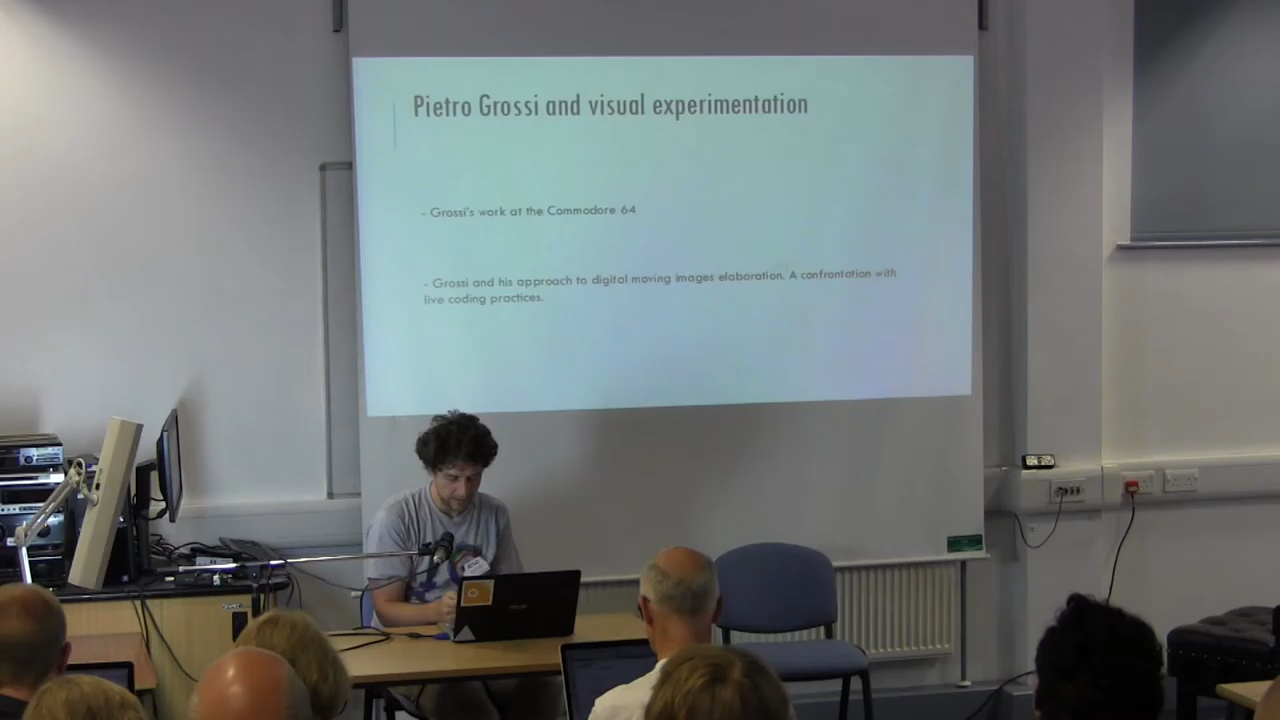 Pietro Grossi and visual experimentation
- Grossi's work at the Commodore 64
- Grossi and his approach to digital moving images elaboration. A confrontation with
live coding practices.
ASUS